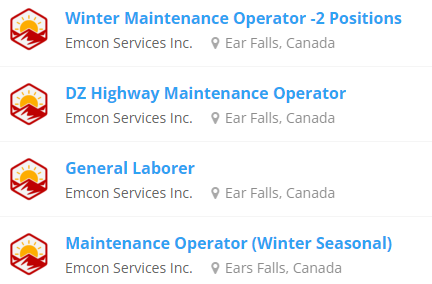 Winter Maintenance Operator -2 Positions
Emcon Services Inc. Ear Falls, Canada
DZ Highway Maintenance Operator
Emcon Services Inc. Ear Falls, Canada
General Laborer
Emcon Services Inc. Ear Falls, Canada
Maintenance Operator (Winter Seasonal)
Emcon Services Inc. Ears Falls, Canada